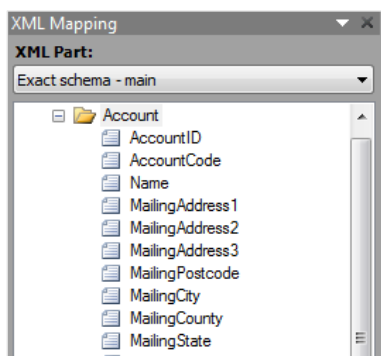 XML Mapping
XML Part:
Exact schema - main
Account
AccountID
AccountCode
Name
MailingAddress1
MailingAddress2
MailingAddress3
MailingPostcode
MailingCity
MailingCounty
MailingState